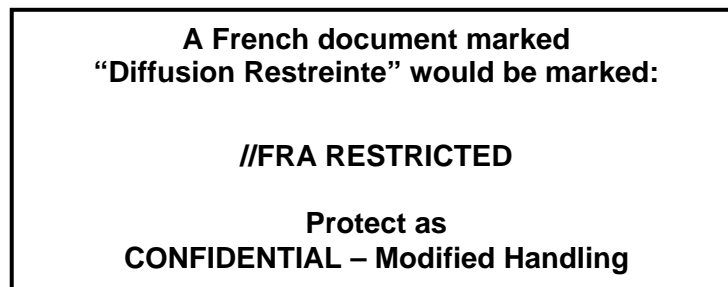 A French document marked
“Diffusion Restreinte” would be marked:
//FRA RESTRICTED
Protect as
CONFIDENTIAL – Modified Handling